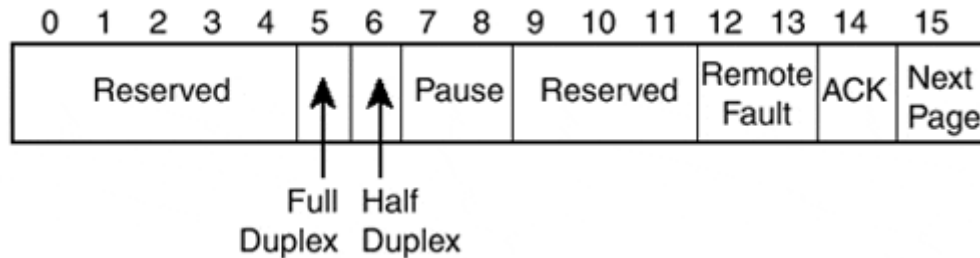 0 1 2 3 4 5 6 7 8 9 10 11 12 13 14 15
Reserved Pause Reserved Remote Fault ACK Next Page
Full Duplex
Half Duplex